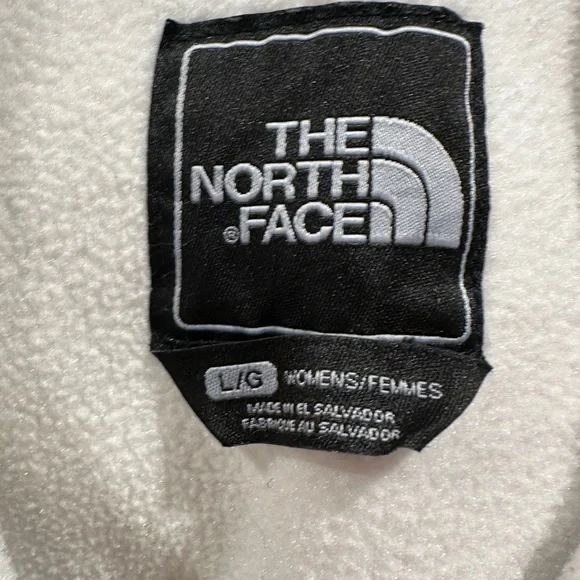 THE
NORTH
®FACE
L/G WOMENS/FEMMES
MADE IN EL SALVADOR
FABRIQUE AU SALVADOR